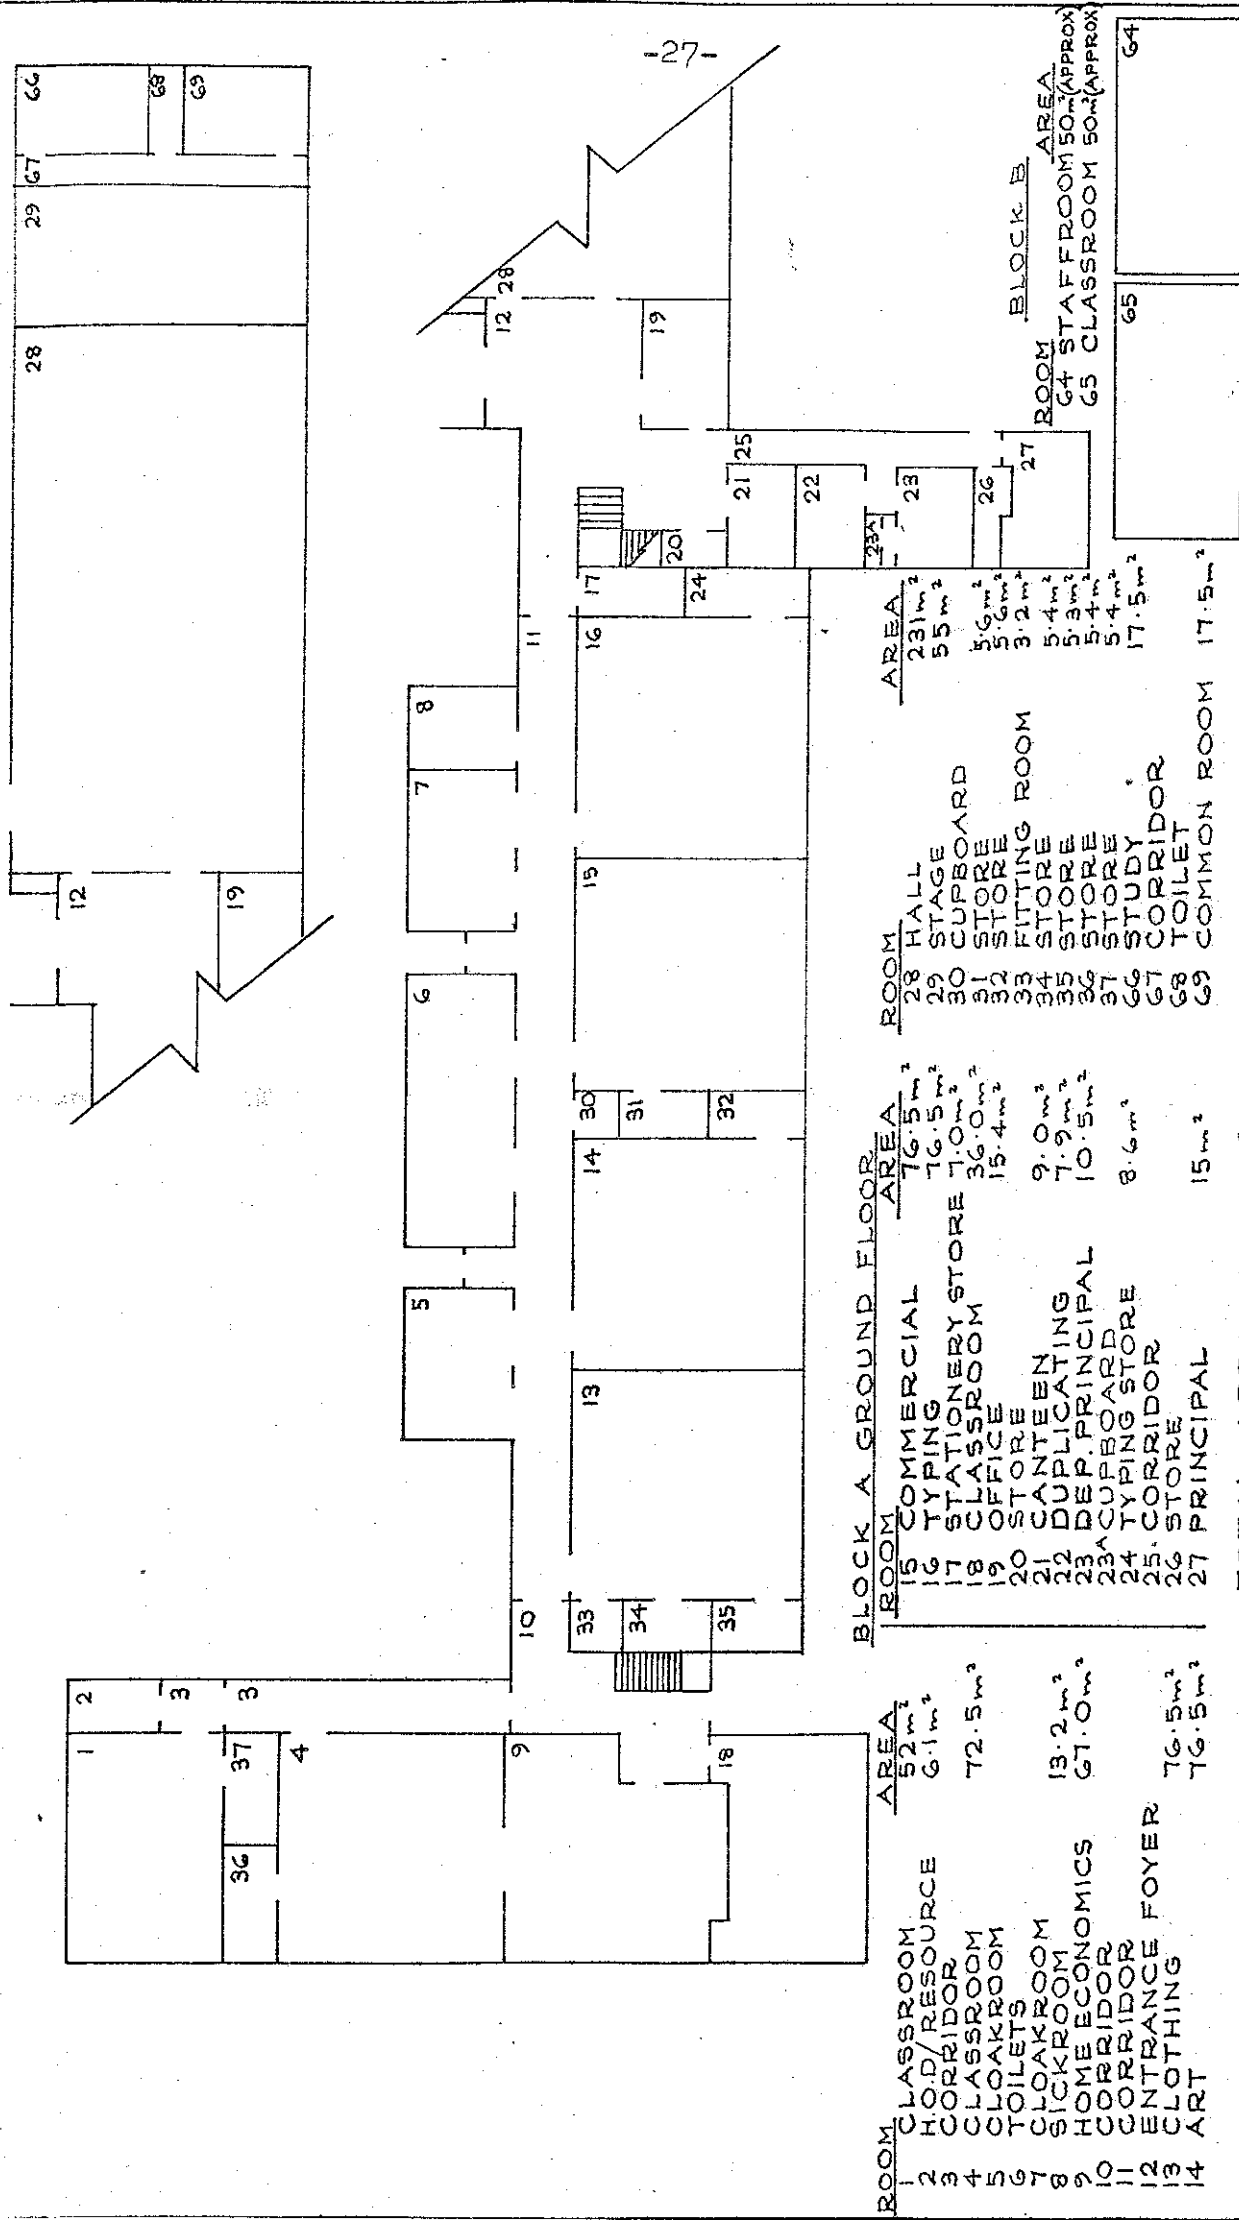 -27-
66
68
69
67
29
28
12
19
28
12
19
25
21
22
23
23A
26
27
20
24
17
16
11
8
7
15
6
30
31
32
14
5
13
10
33
34
35
2
3
3
1
37
36
4
9
18
64
65
BLOCK B
ROOM AREA
64 STAFFROOM 50m² (APPROX)
65 CLASSROOM 50m² (APPROX)
BLOCK A GROUND FLOOR
ROOM AREA
1 CLASSROOM 52m²
2 H.O.D/RESOURCE 6.1m²
3 CORRIDOR
4 CLASSROOM 72.5m²
5 CLOAKROOM
6 TOILETS
7 CLOAKROOM
8 SICKROOM 13.2m²
9 HOME ECONOMICS 67.0m²
10 CORRIDOR
11 CORRIDOR
12 ENTRANCE FOYER
13 CLOTHING 76.5m²
14 ART 76.5m²
ROOM AREA
15 COMMERCIAL 76.5m²
16 TYPING 76.5m²
17 STATIONERY STORE 7.0m²
18 CLASSROOM 36.0m²
19 OFFICE 15.4m²
20 STORE
21 CANTEEN 9.0m²
22 DUPLICATING 7.9m²
23 DEP. PRINCIPAL 10.5m²
23A CUPBOARD
24 TYPING STORE 8.6m²
25. CORRIDOR
26 STORE
27 PRINCIPAL 15m²
ROOM AREA
28 HALL 231m²
29 STAGE 55m²
30 CUPBOARD
31 STORE 5.6m²
32 STORE 5.6m²
33 FITTING ROOM 3.2m²
34 STORE 5.4m²
35 STORE 5.3m²
36 STORE 5.4m²
37 STORE 5.4m²
66 STUDY 17.5m²
67 CORRIDOR
68 TOILET
69 COMMON ROOM 17.5m²